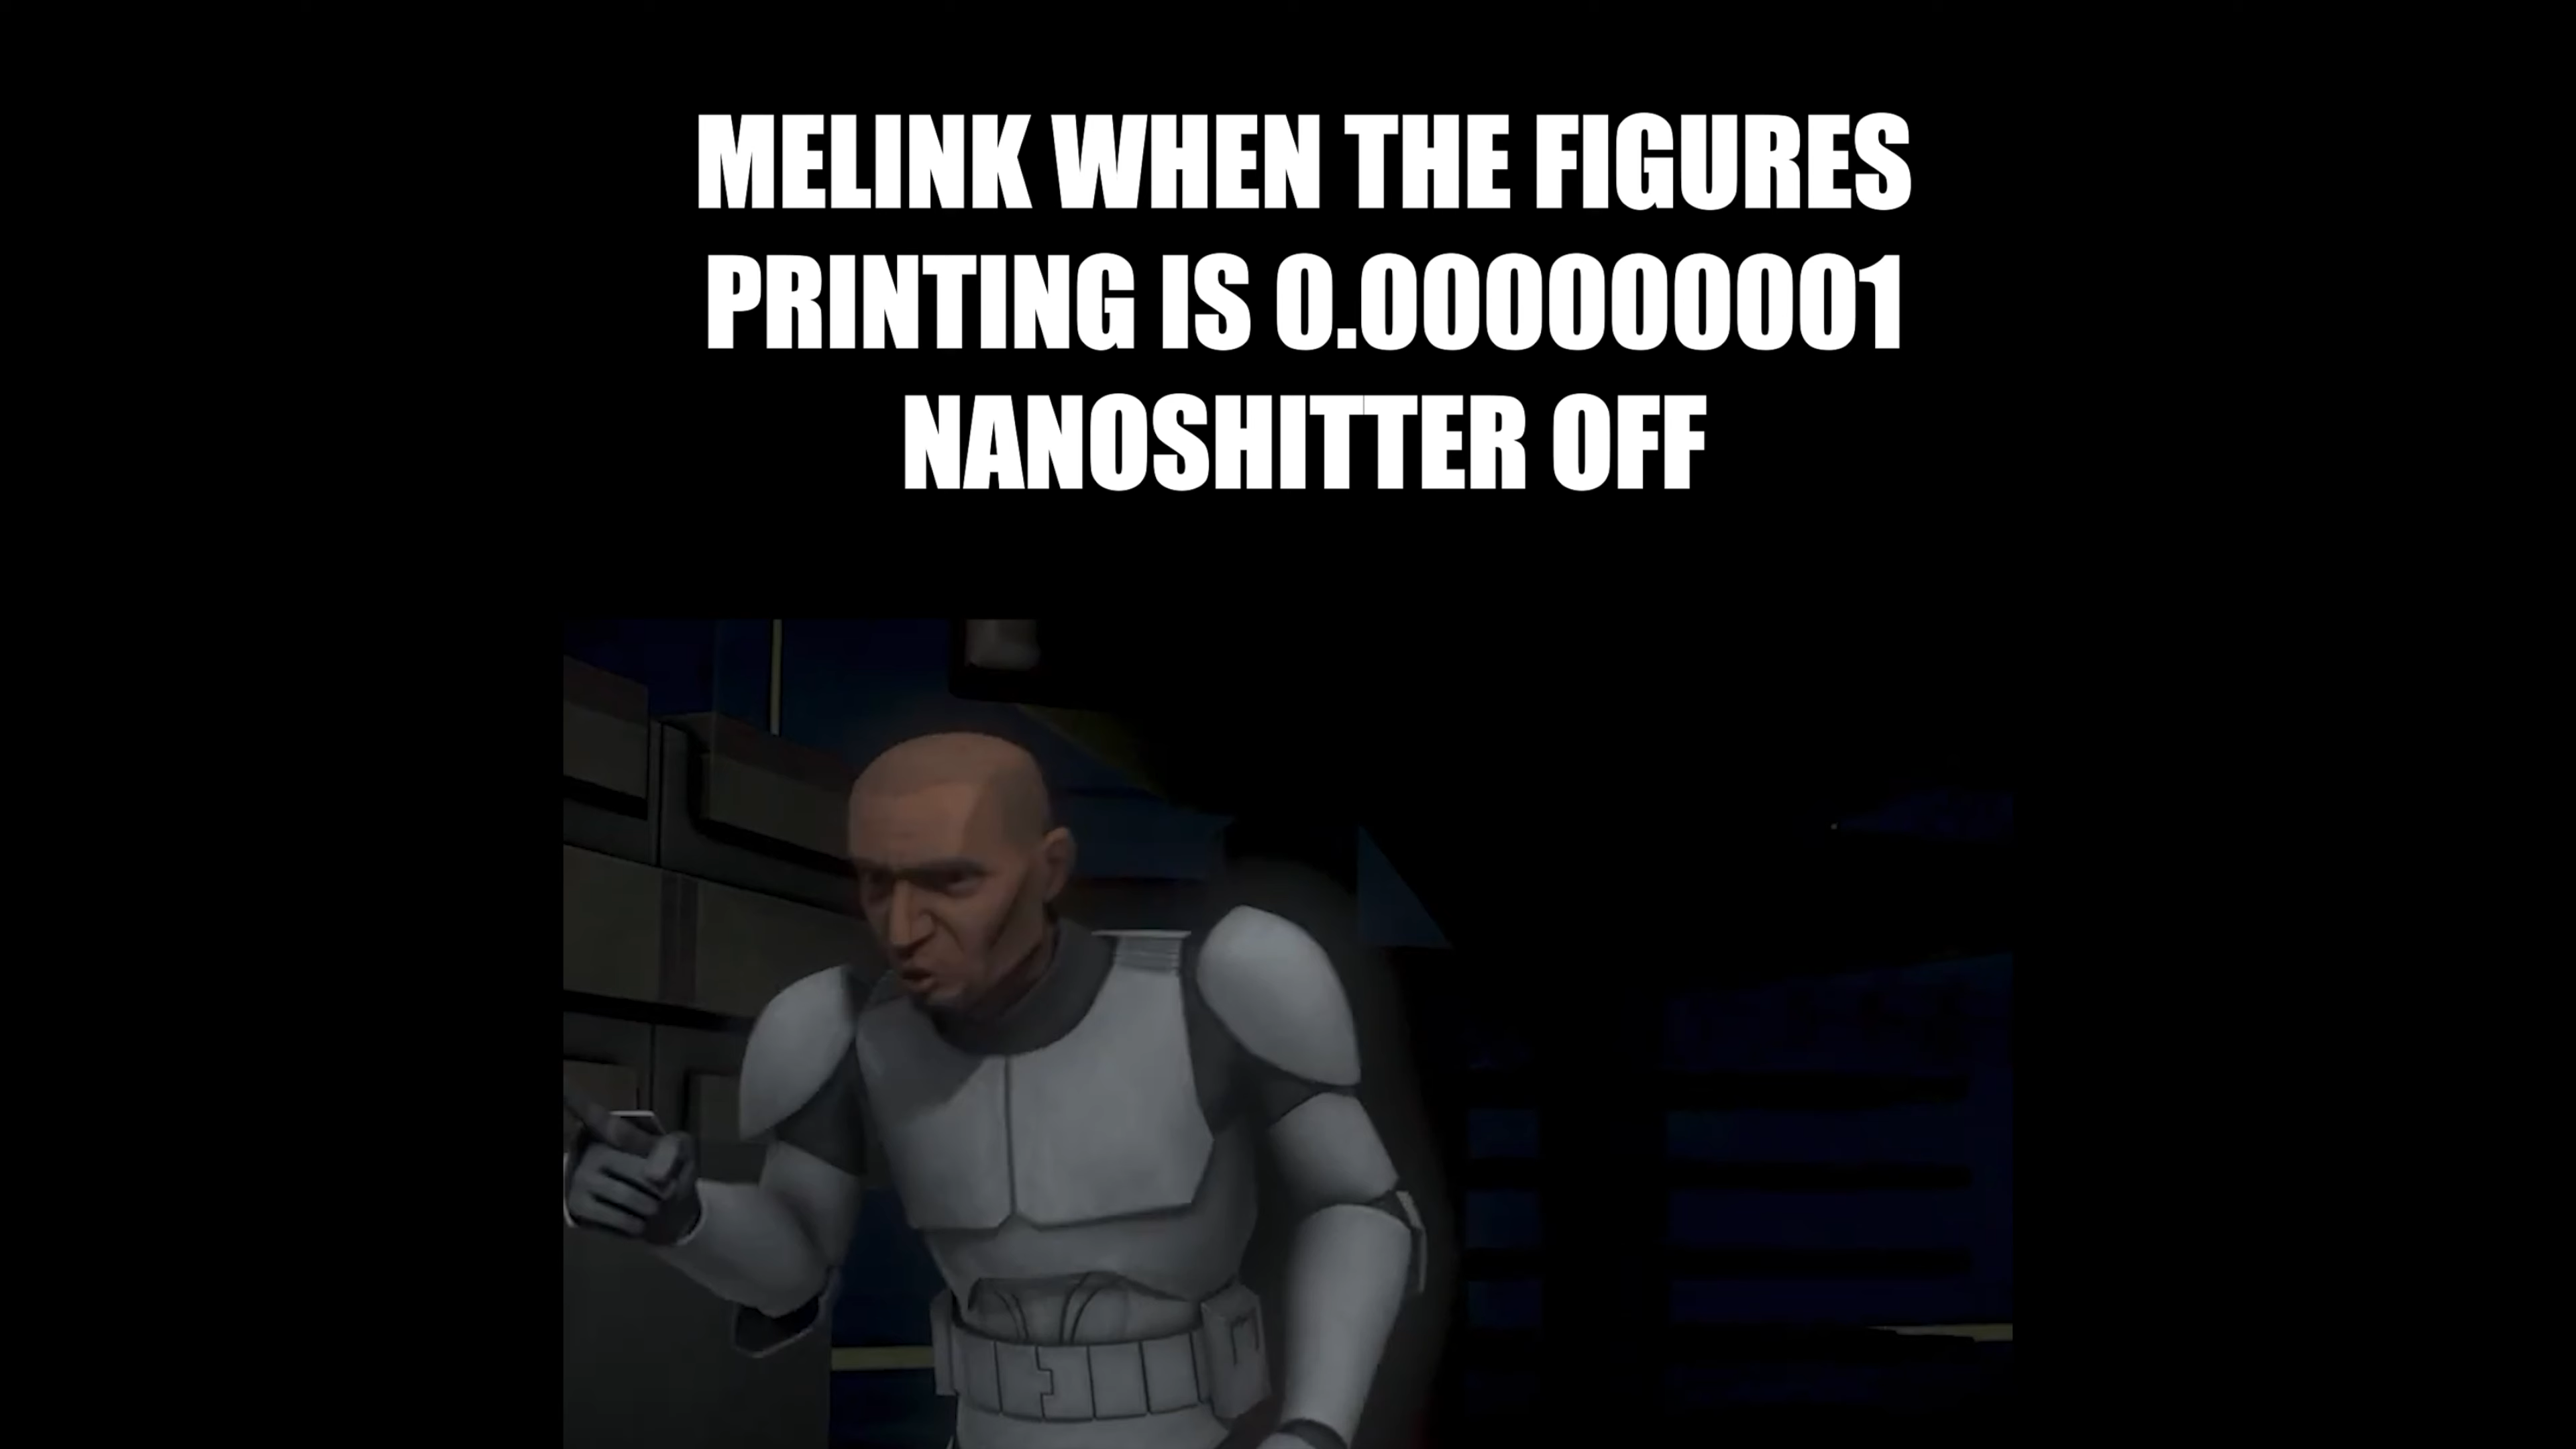 MELINK WHEN THE FIGURES
PRINTING IS 0.000000001
NANOSHITTER OFF